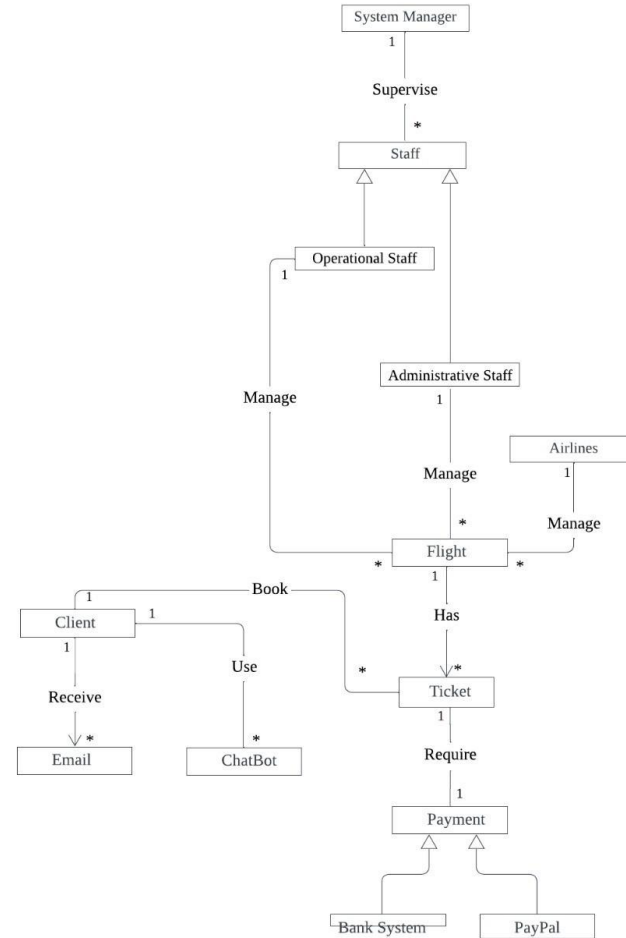 System Manager
1
Supervise
*
Staff
Operational Staff
1
Administrative Staff
1
Manage
Airlines
1
Manage
*
Manage
*
Flight
*
1
Book
1
Client
1
1
Has
Use
*
*
Ticket
1
Receive
*
Email
*
ChatBot
Require
1
Payment
Bank System
PayPal